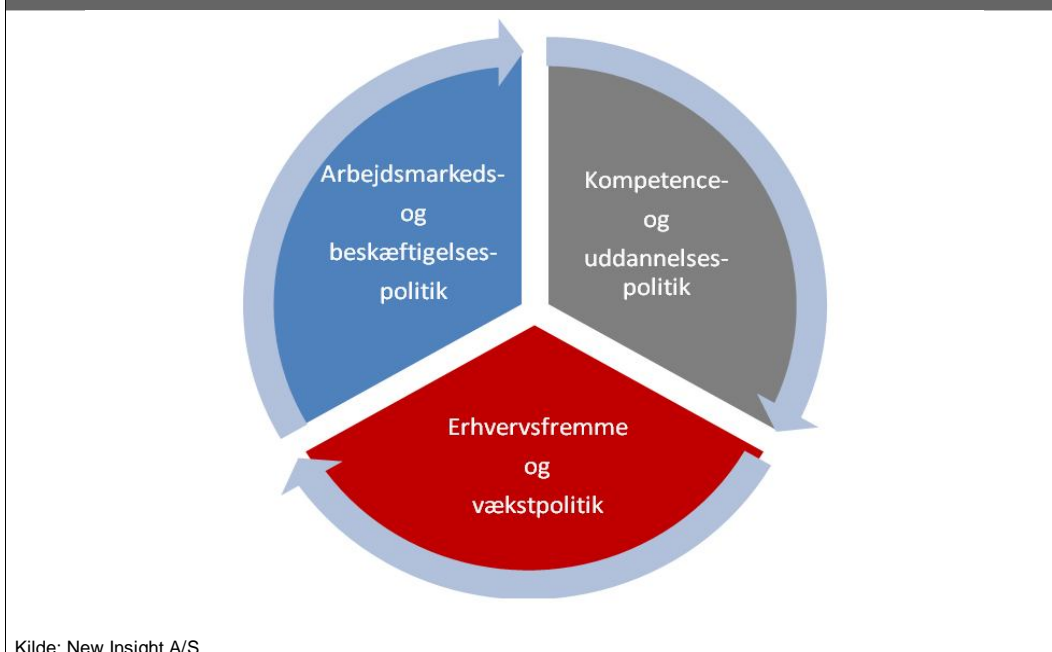 Arbejdsmarkeds-
og
beskæftigelses-
politik
Kompetence-
og
uddannelses-
politik
Erhvervsfremme
og
vækstpolitik
Kilde: New Insight A/S